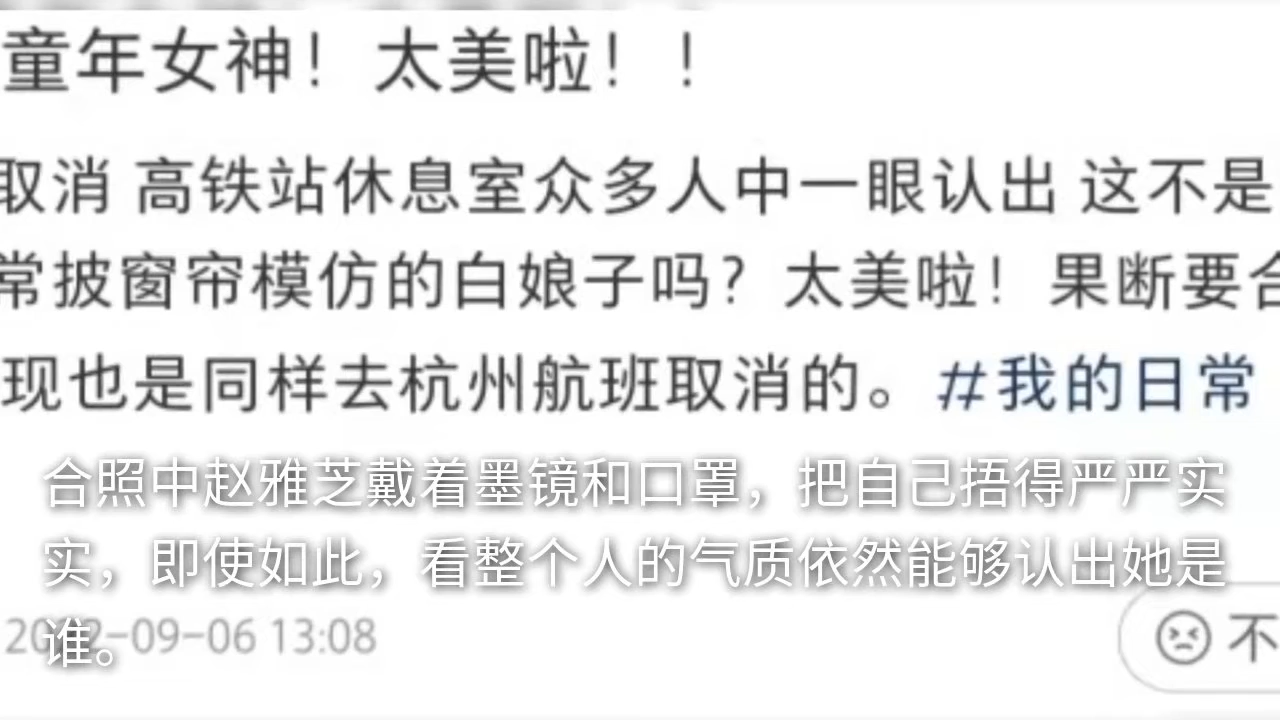 童年女神！太美啦！！
取消 高铁站休息室众多人中一眼认出 这不是
常披窗帘模仿的白娘子吗？太美啦！果断要合
现也是同样去杭州航班取消的。#我的日常
合照中赵雅芝戴着墨镜和口罩，把自己捂得严严实
实，即使如此，看整个人的气质依然能够认出她是
谁。
2022-09-06 13:08
不